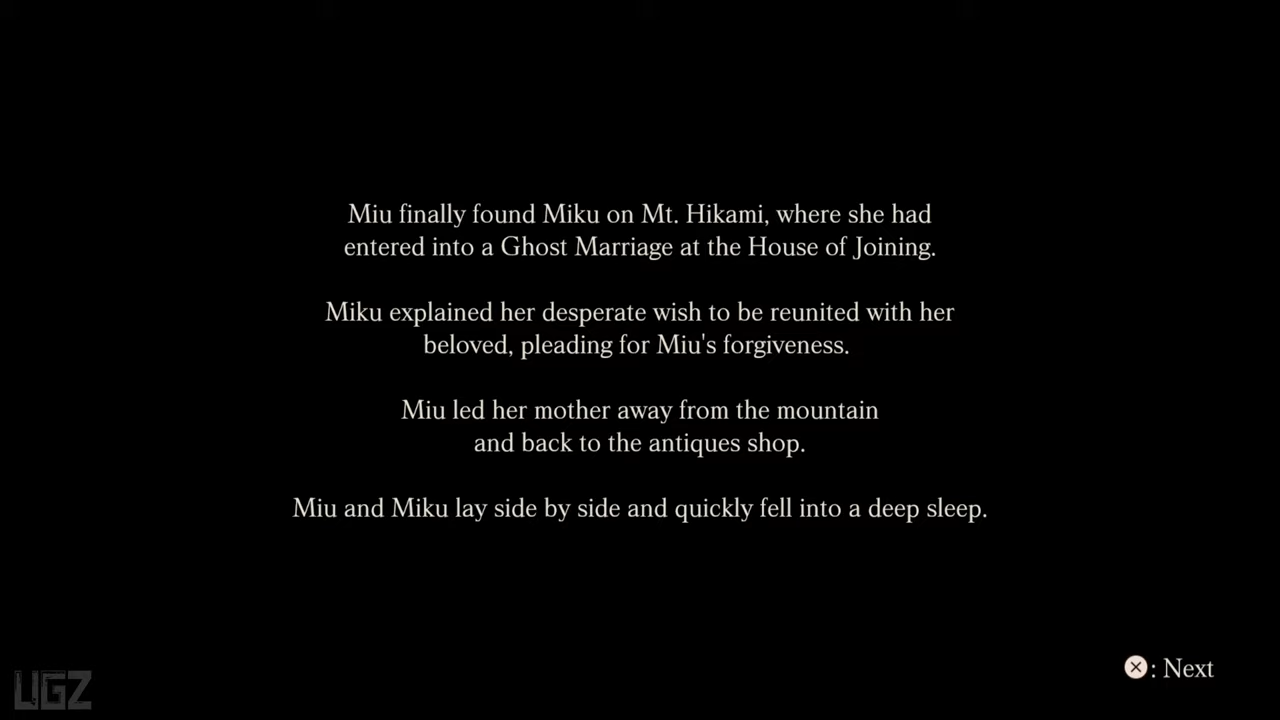 Miu finally found Miku on Mt. Hikami, where she had
entered into a Ghost Marriage at the House of Joining.
Miku explained her desperate wish to be reunited with her
beloved, pleading for Miu's forgiveness.
Miu led her mother away from the mountain
and back to the antiques shop.
Miu and Miku lay side by side and quickly fell into a deep sleep.
: Next
UGZ